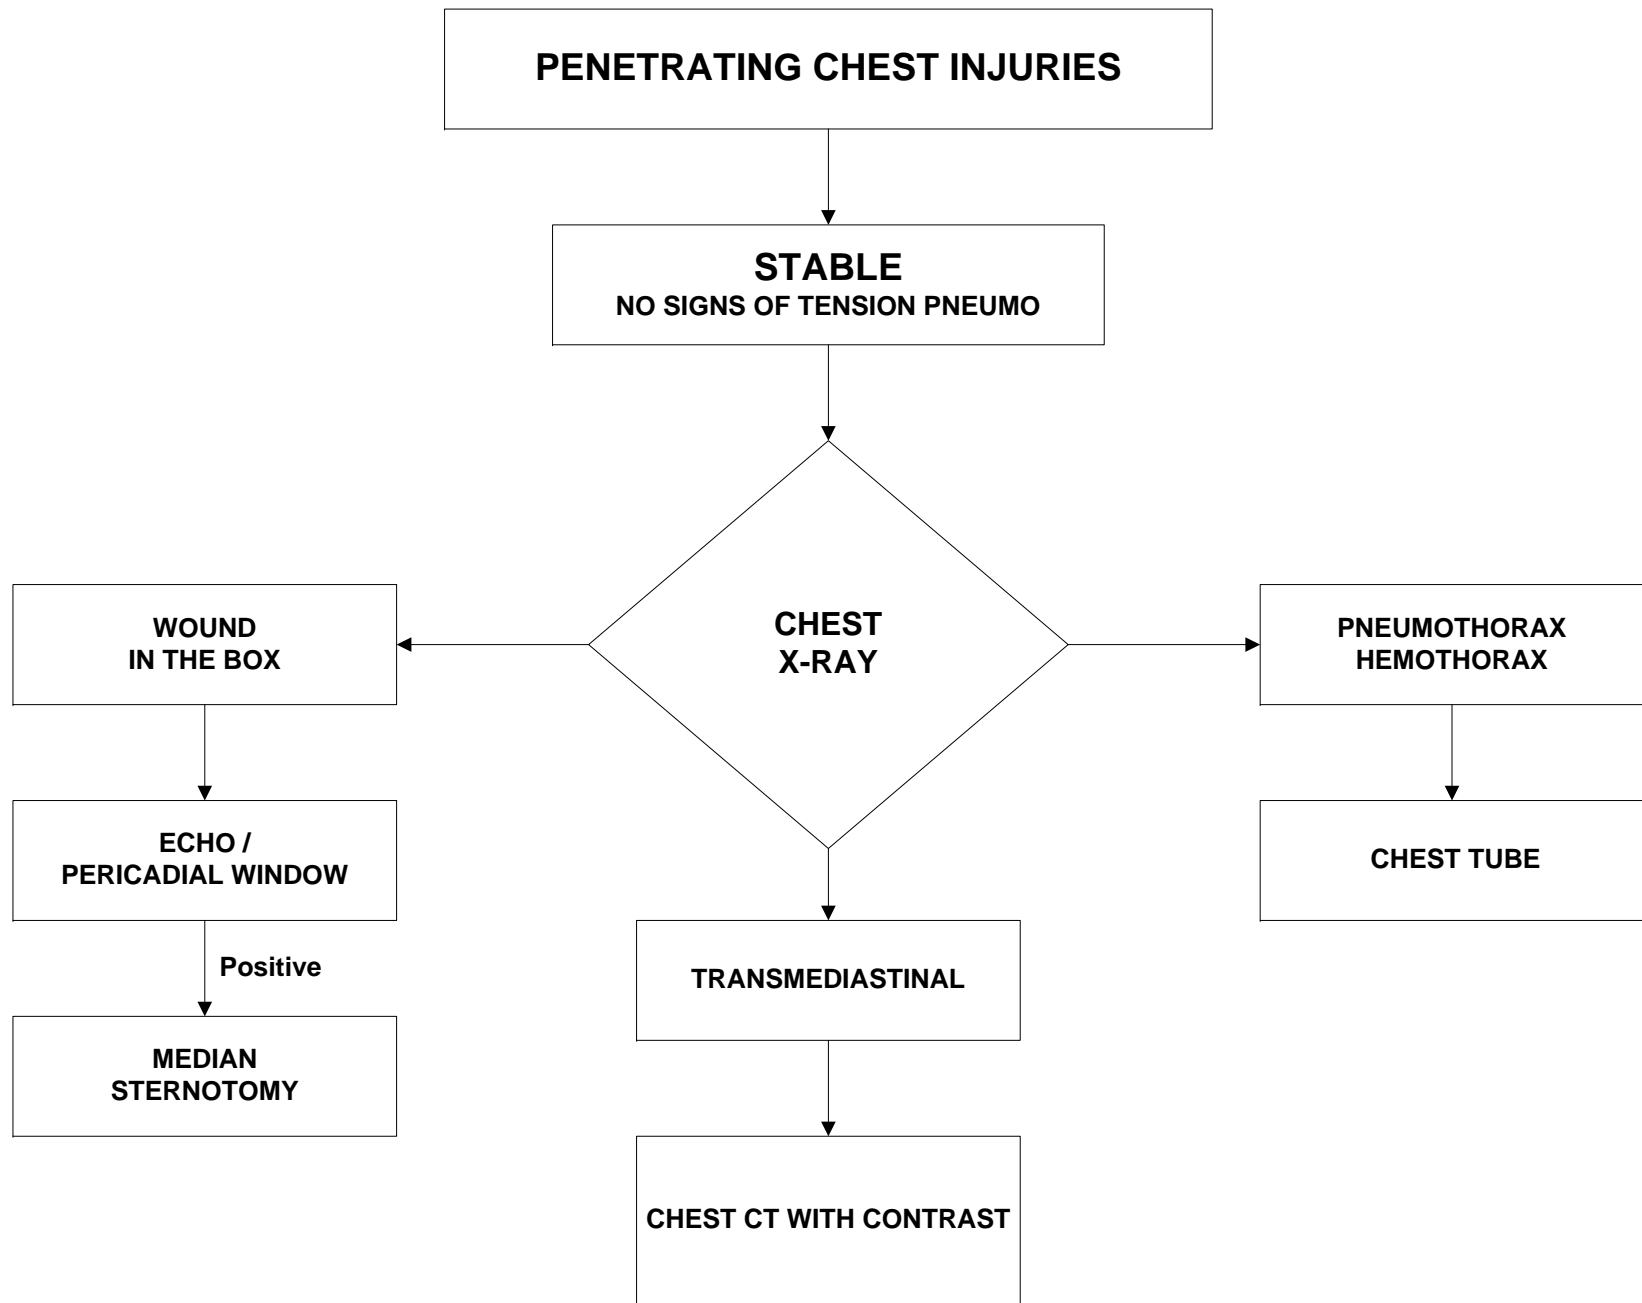 PENETRATING CHEST INJURIES
STABLE
NO SIGNS OF TENSION PNEUMO
CHEST
X-RAY
WOUND
IN THE BOX
ECHO /
PERICADIAL WINDOW
Positive
MEDIAN
STERNOTOMY
TRANSMEDIASTINAL
CHEST CT WITH CONTRAST
PNEUMOTHORAX
HEMOTHORAX
CHEST TUBE